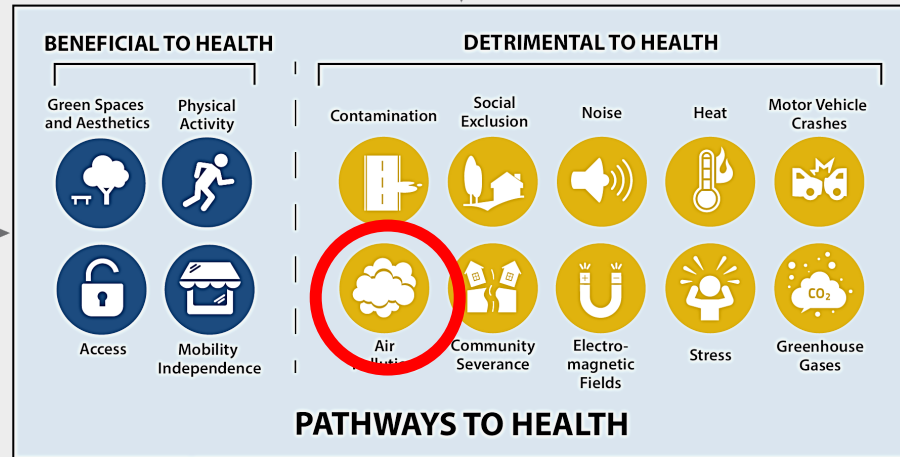 BENEFICIAL TO HEALTH
DETRIMENTAL TO HEALTH
Green Spaces
and Aesthetics
Physical
Activity
Contamination
Social
Exclusion
Noise
Heat
Motor Vehicle
Crashes
Access
Mobility
Independence
Air
Community
Severance
Electro-
magnetic
Fields
Stress
CO₂
Greenhouse
Gases
PATHWAYS TO HEALTH